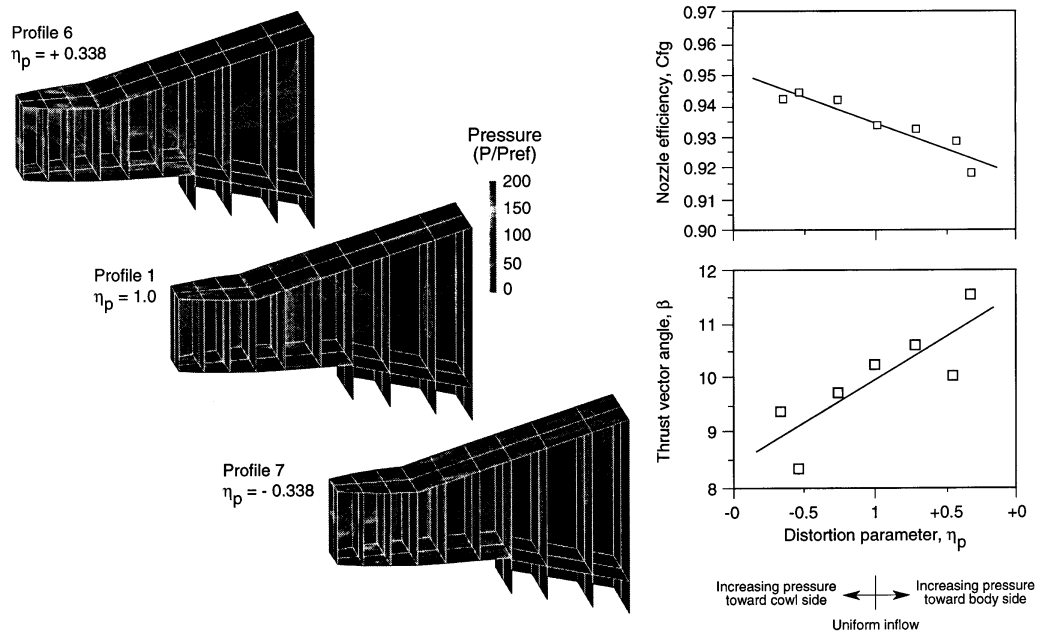 Profile 6
ηp = + 0.338
Pressure
(P/Pref)
200
150
100
50
0
Profile 1
ηp = 1.0
Profile 7
ηp = - 0.338
Nozzle efficiency, Cfg
0.97
0.96
0.95
0.94
0.93
0.92
0.91
0.90
Thrust vector angle, β
12
11
10
9
8
-0 -0.5 1 +0.5 +0
Distortion parameter, ηp
Increasing pressure
toward cowl side
Increasing pressure
toward body side
Uniform inflow